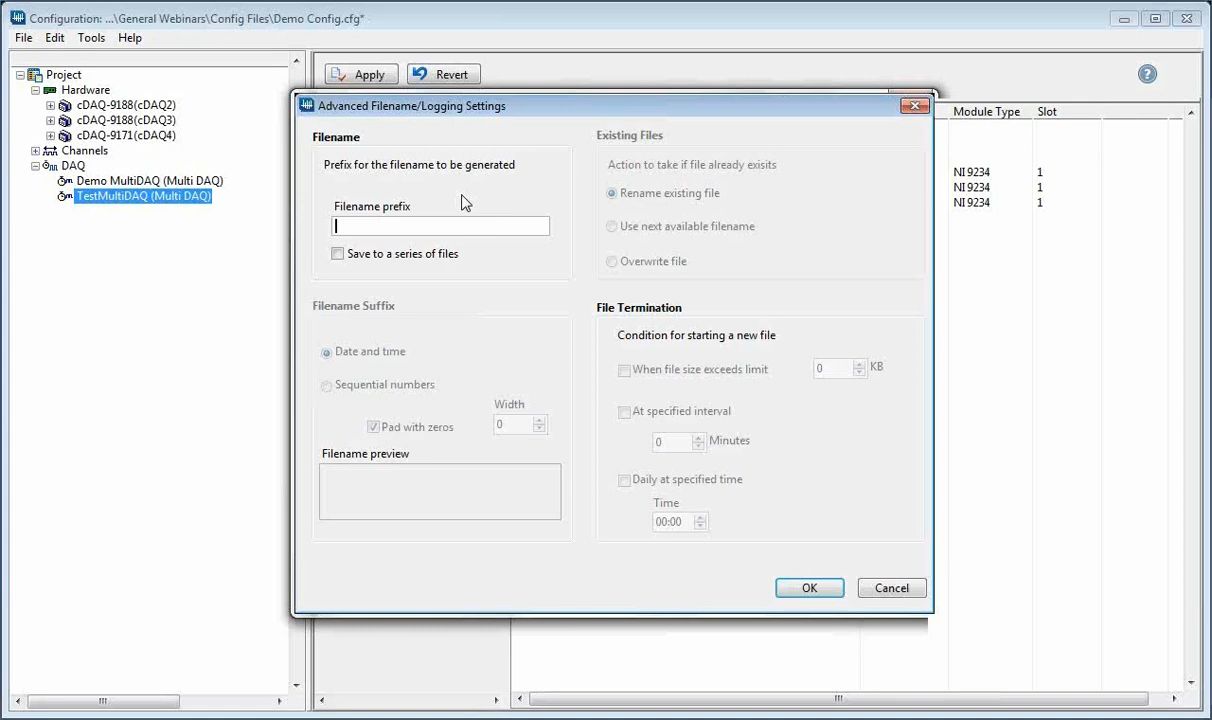 Configuration: ...\General Webinars\Config Files\Demo Config.cfg*
File Edit Tools Help
Project
Hardware
cDAQ-9188(cDAQ2)
cDAQ-9188(cDAQ3)
cDAQ-9171(cDAQ4)
Channels
DAQ
Demo MultiDAQ (Multi DAQ)
TestMultiDAQ (Multi DAQ)
Apply Revert
?
Module Type Slot
NI 9234 1
NI 9234 1
NI 9234 1
Advanced Filename/Logging Settings
Filename
Prefix for the filename to be generated
Filename prefix
Save to a series of files
Filename Suffix
Date and time
Sequential numbers
Width
Pad with zeros 0
Filename preview
Existing Files
Action to take if file already exisits
Rename existing file
Use next available filename
Overwrite file
File Termination
Condition for starting a new file
When file size exceeds limit 0 KB
At specified interval
0 Minutes
Daily at specified time
Time
00:00
OK Cancel